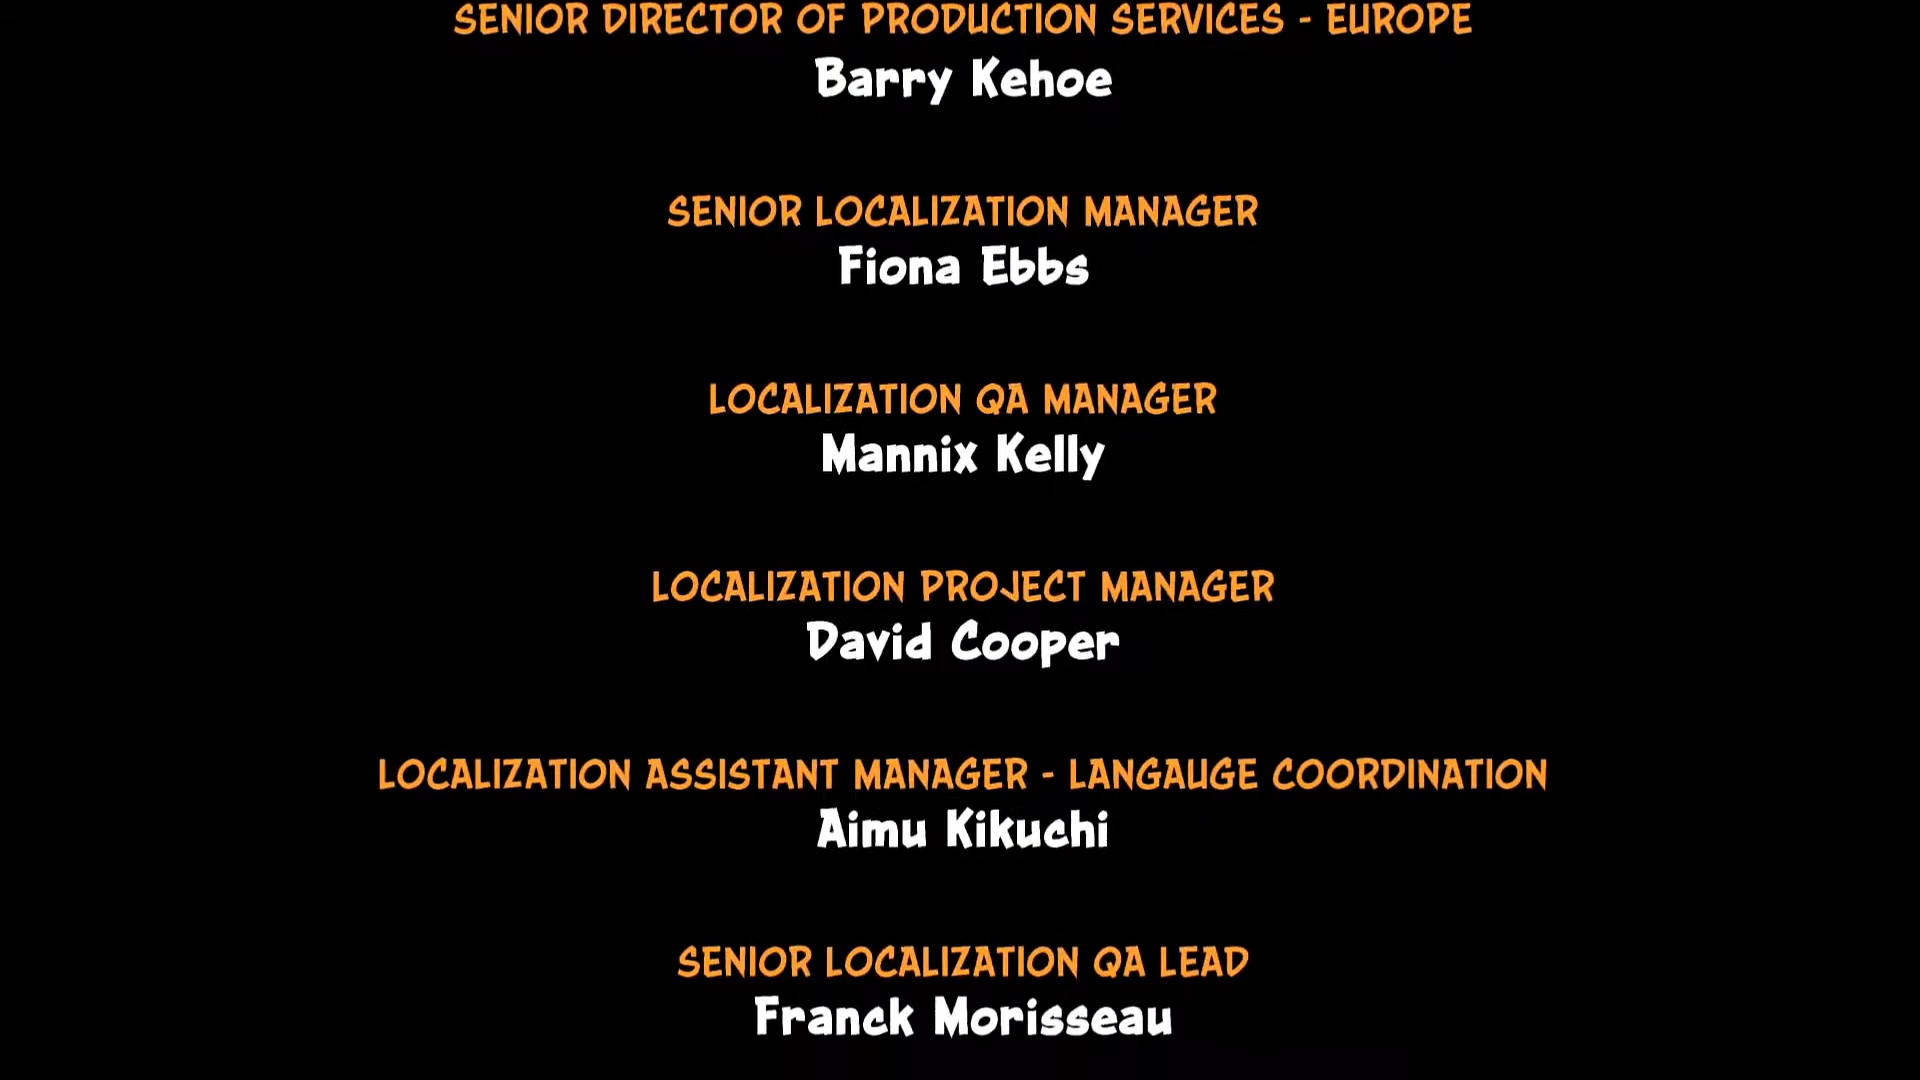 SENIOR DIRECTOR OF PRODUCTION SERVICES - EUROPE
Barry Kehoe
SENIOR LOCALIZATION MANAGER
Fiona Ebbs
LOCALIZATION QA MANAGER
Mannix Kelly
LOCALIZATION PROJECT MANAGER
David Cooper
LOCALIZATION ASSISTANT MANAGER - LANGAUGE COORDINATION
Aimu Kikuchi
SENIOR LOCALIZATION QA LEAD
Franck Morisseau